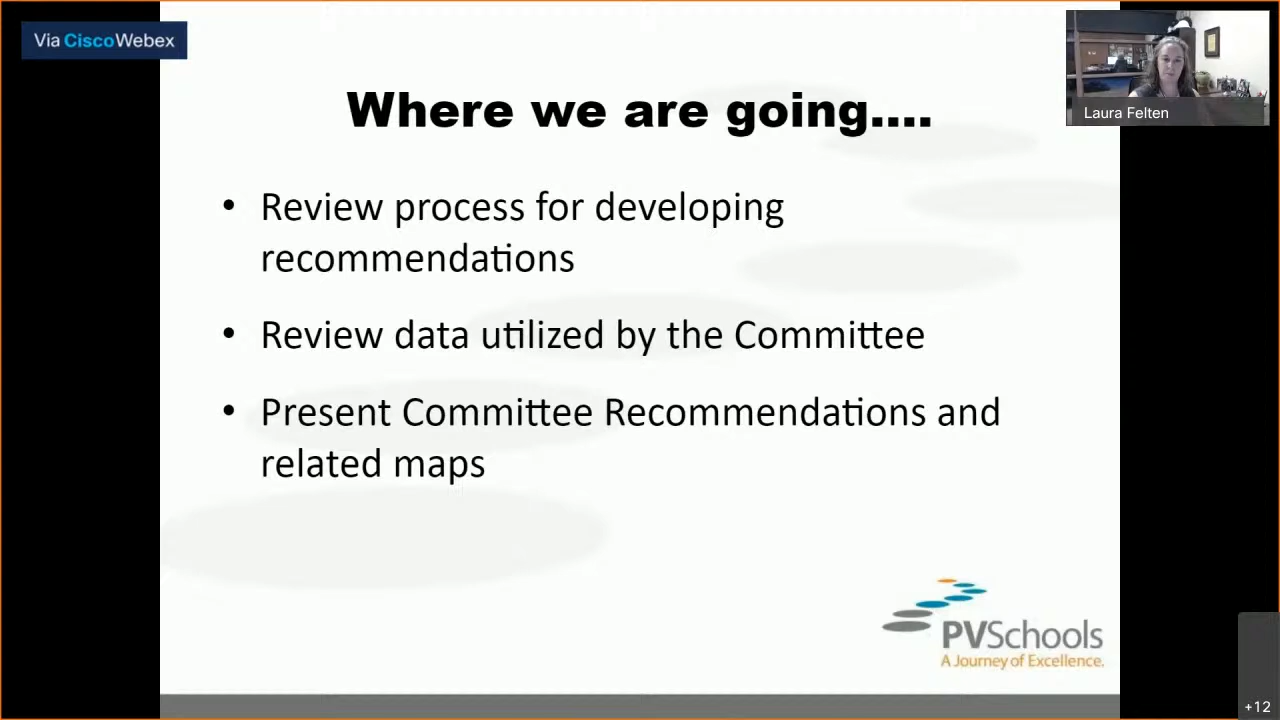 Via CiscoWebex
Laura Felten
Where we are going....
• Review process for developing
recommendations
• Review data utilized by the Committee
• Present Committee Recommendations and
related maps
PVSchools
A Journey of Excellence.
+12